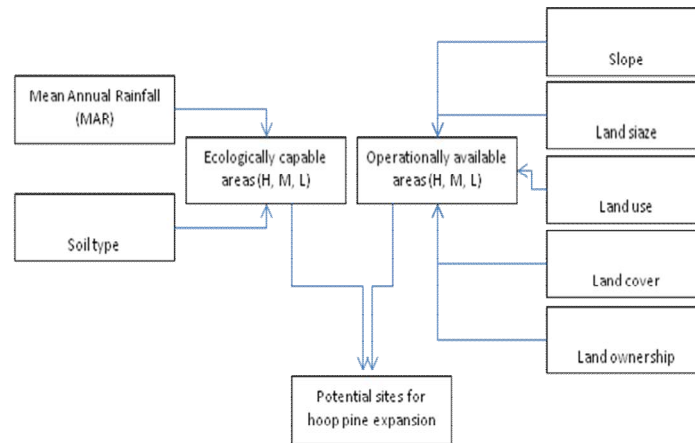 Mean Annual Rainfall
(MAR)
Soil type
Ecologically capable
areas (H, M, L)
Operationally available
areas (H, M, L)
Slope
Land siaze
Land use
Land cover
Land ownership
Potential sites for
hoop pine expansion